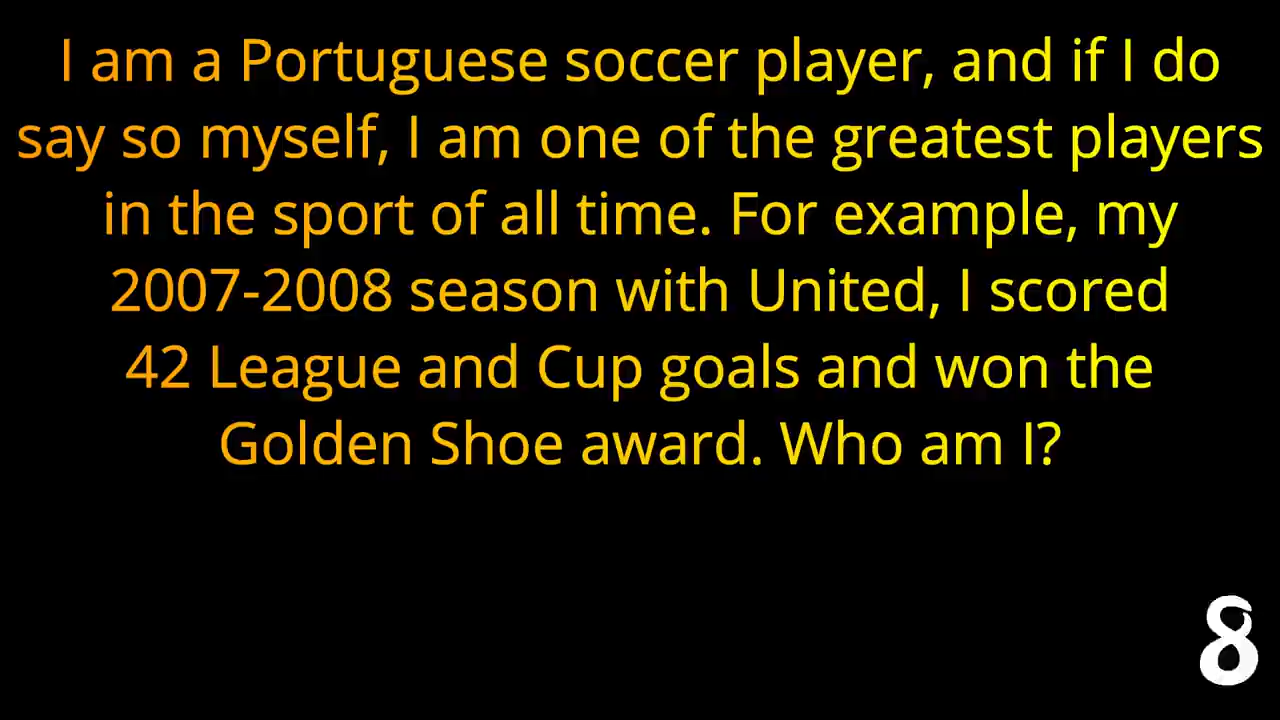 I am a Portuguese soccer player, and if I do
say so myself, I am one of the greatest players
in the sport of all time. For example, my
2007-2008 season with United, I scored
42 League and Cup goals and won the
Golden Shoe award. Who am I?
8